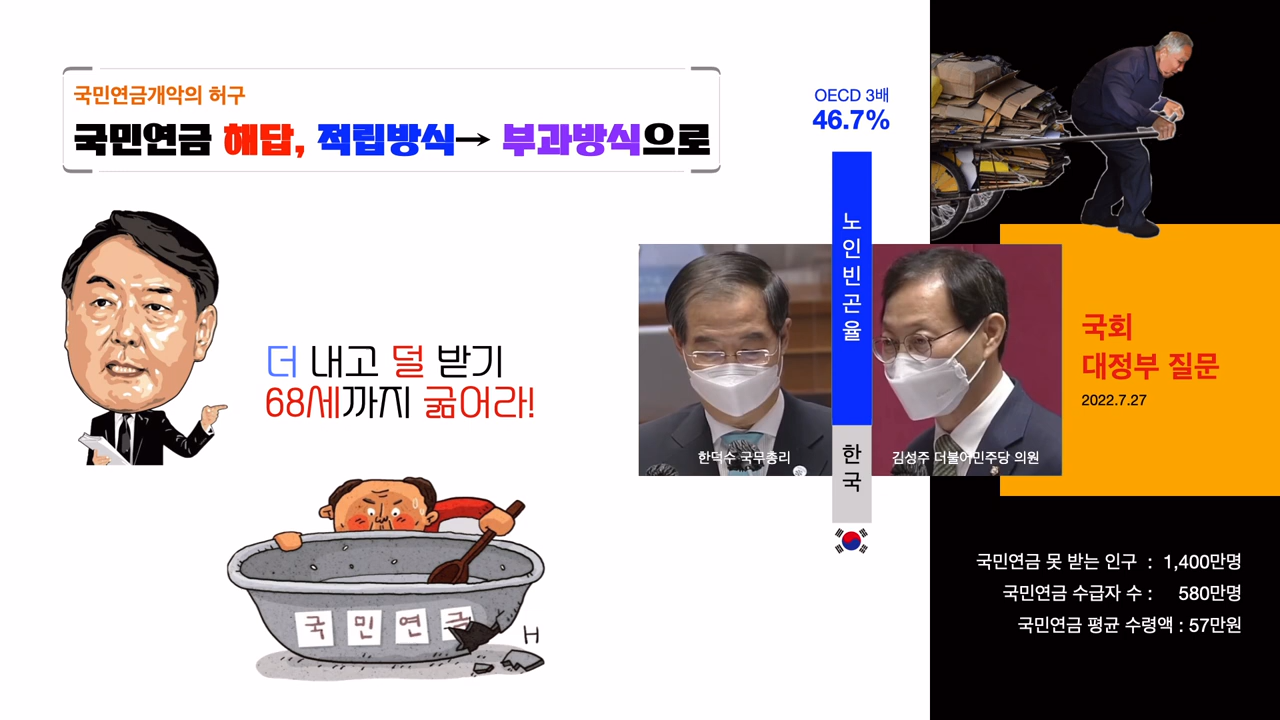 국민연금개악의 허구
국민연금 해답, 적립방식→ 부과방식으로
OECD 3배
46.7%
노인빈곤율
한국
더 내고 덜 받기
68세까지 굶어라!
한덕수 국무총리
김성주 더불어민주당 의원
국회
대정부 질문
2022.7.27
국민연금
H
국민연금 못 받는 인구 : 1,400만명
국민연금 수급자 수 : 580만명
국민연금 평균 수령액 : 57만원